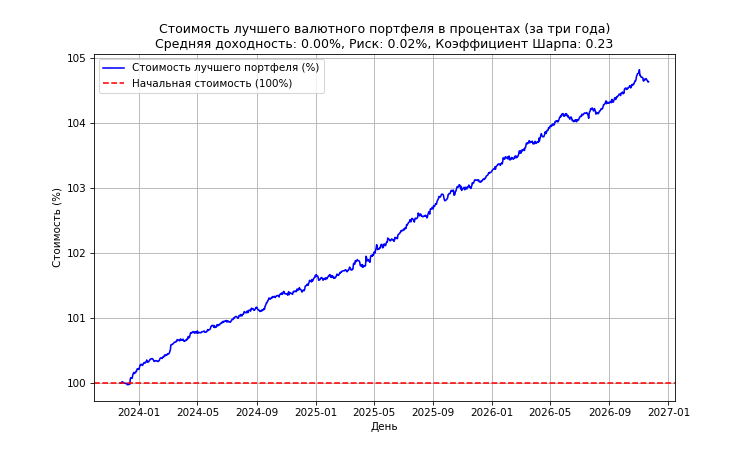 Стоимость лучшего валютного портфеля в процентах (за три года)
Средняя доходность: 0.00%, Риск: 0.02%, Коэффициент Шарпа: 0.23
Стоимость лучшего портфеля (%)
Начальная стоимость (100%)
Стоимость (%)
105
104
103
102
101
100
2024-01 2024-05 2024-09 2025-01 2025-05 2025-09 2026-01 2026-05 2026-09 2027-01
День